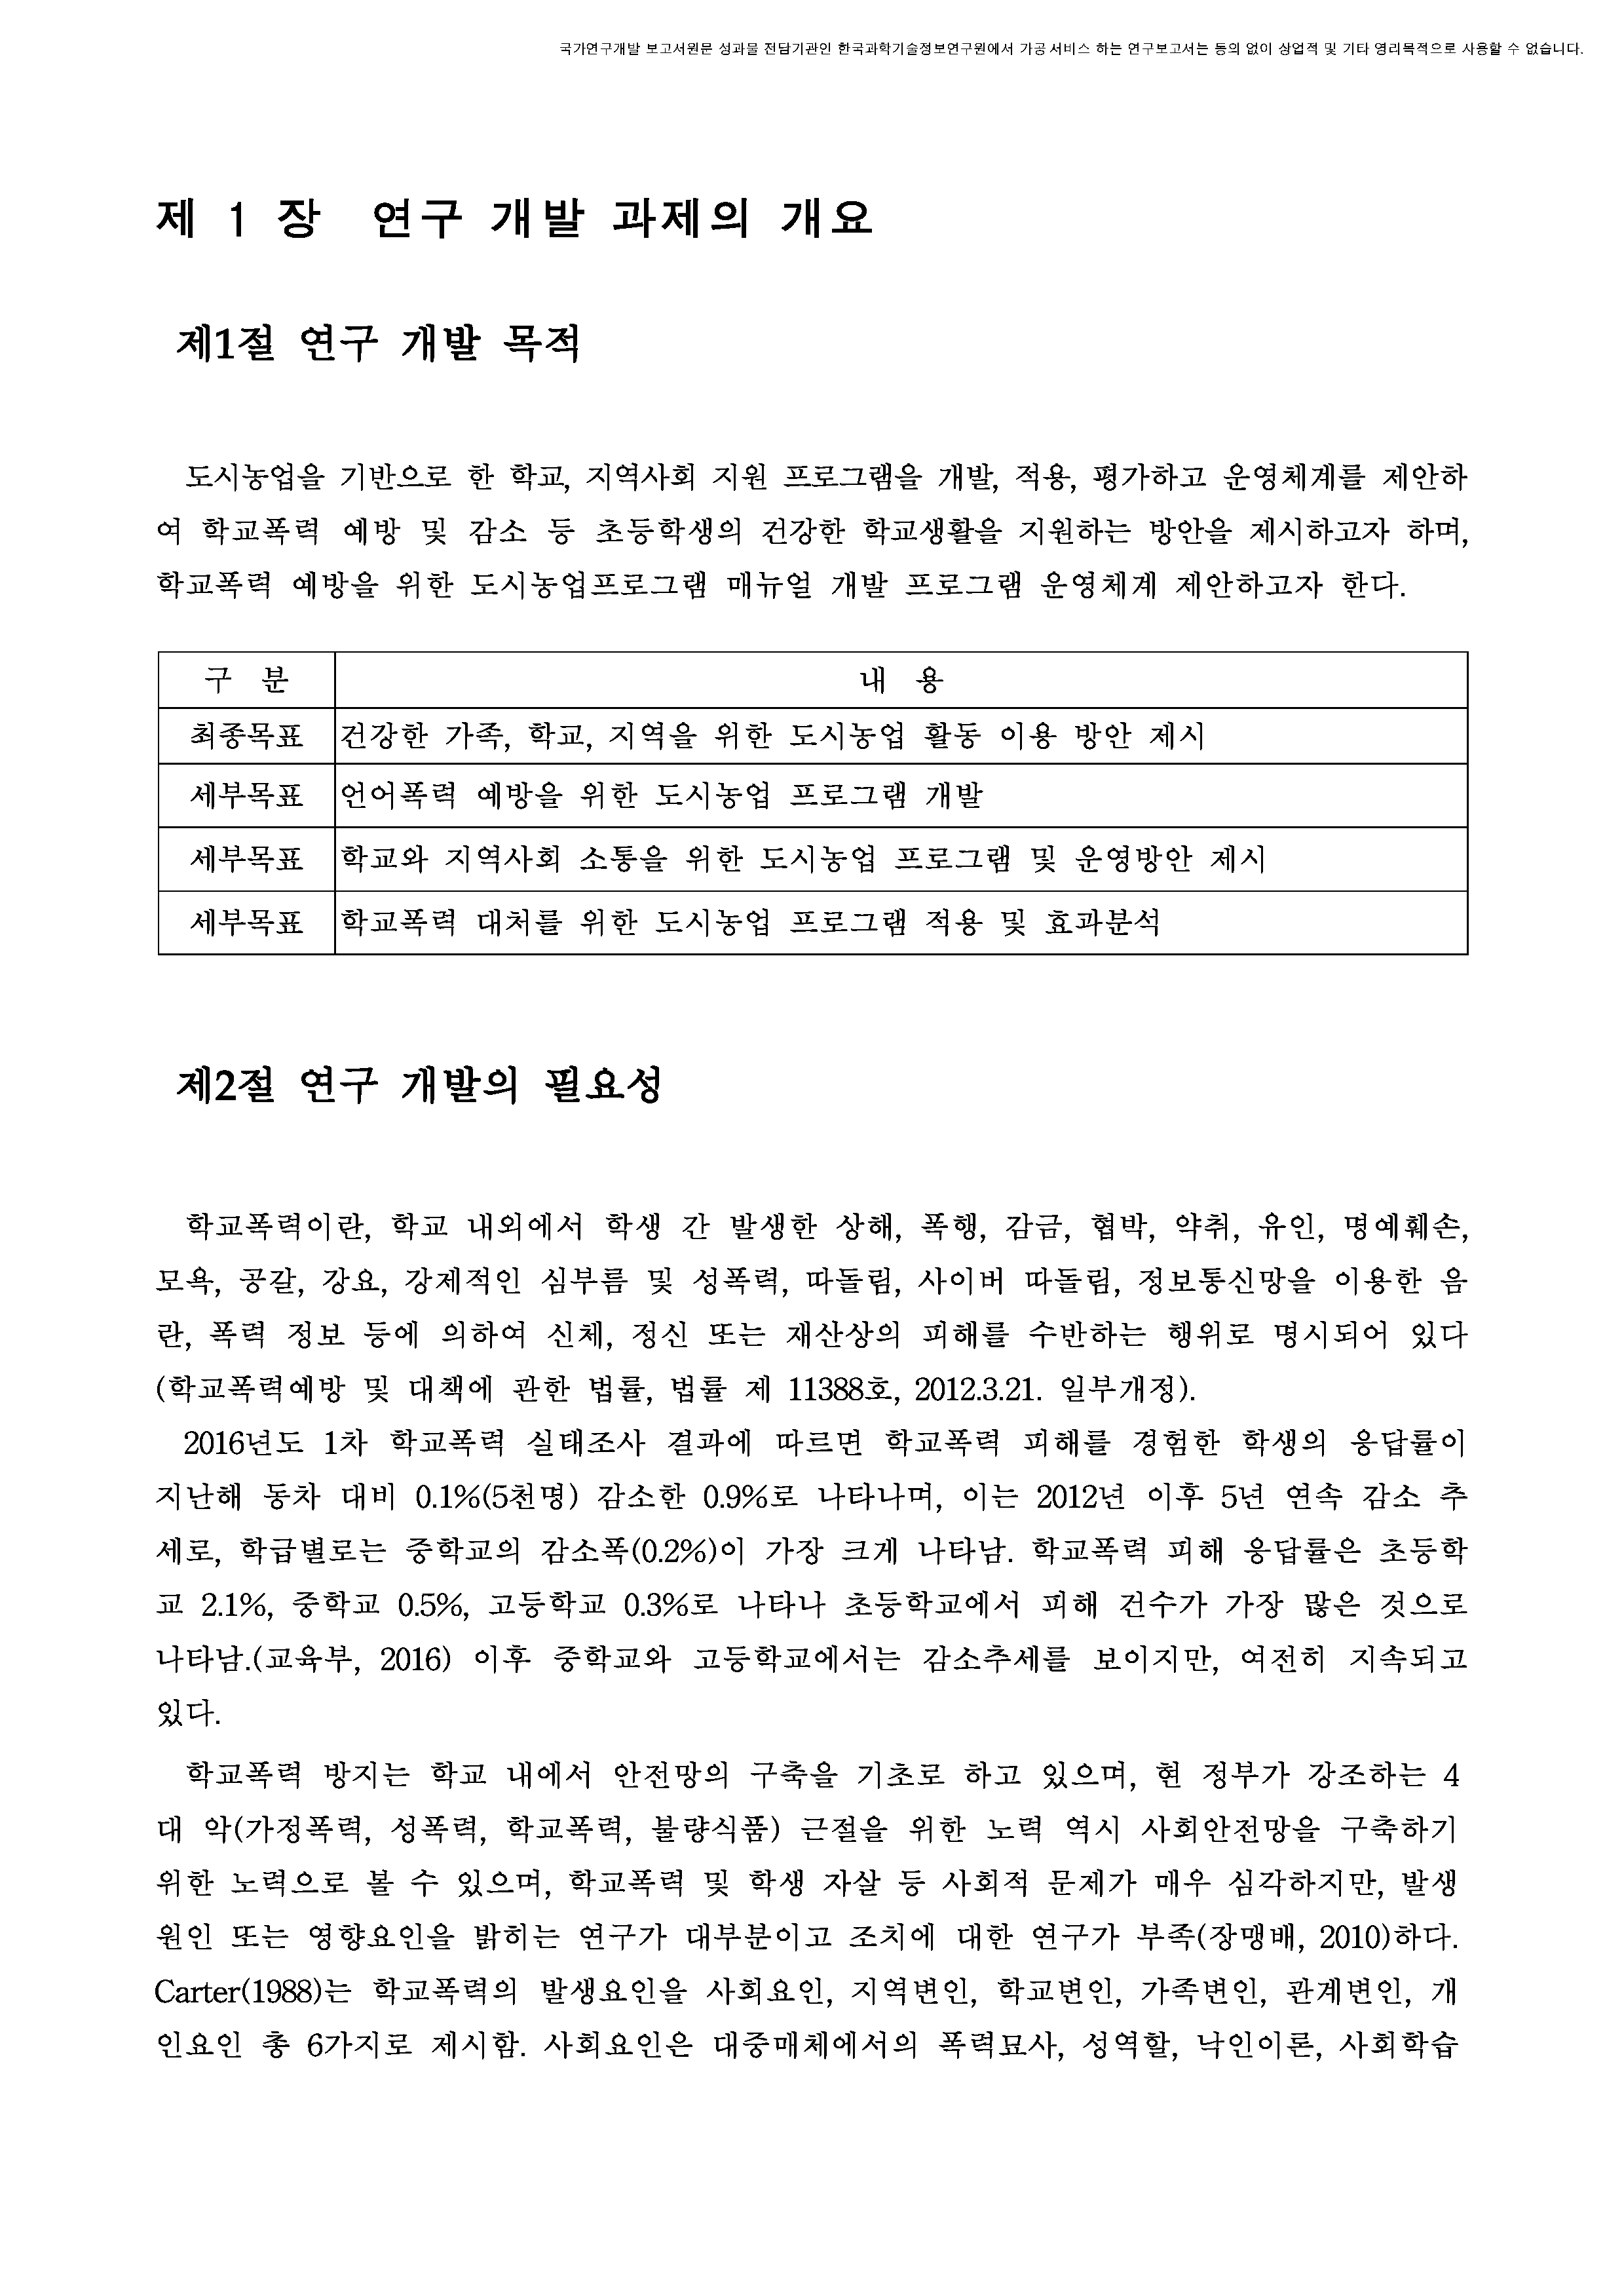 국가연구개발 보고서원문 성과물 전담기관인 한국과학기술정보연구원에서 가공·서비스 하는 연구보고서는 동의 없이 상업적 및 기타 영리목적으로 사용할 수 없습니다.
제 1 장 연구 개발 과제의 개요
제1절 연구 개발 목적
도시농업을 기반으로 한 학교, 지역사회 지원 프로그램을 개발, 적용, 평가하고 운영체계를 제안하
여 학교폭력 예방 및 감소 등 초등학생의 건강한 학교생활을 지원하는 방안을 제시하고자 하며,
학교폭력 예방을 위한 도시농업프로그램 매뉴얼 개발 프로그램 운영체계 제안하고자 한다.
구 분 내 용
최종목표 건강한 가족, 학교, 지역을 위한 도시농업 활동 이용 방안 제시
세부목표 언어폭력 예방을 위한 도시농업 프로그램 개발
세부목표 학교와 지역사회 소통을 위한 도시농업 프로그램 및 운영방안 제시
세부목표 학교폭력 대처를 위한 도시농업 프로그램 적용 및 효과분석
제2절 연구 개발의 필요성
학교폭력이란, 학교 내외에서 학생 간 발생한 상해, 폭행, 감금, 협박, 약취, 유인, 명예훼손,
모욕, 공갈, 강요, 강제적인 심부름 및 성폭력, 따돌림, 사이버 따돌림, 정보통신망을 이용한 음
란, 폭력 정보 등에 의하여 신체, 정신 또는 재산상의 피해를 수반하는 행위로 명시되어 있다
(학교폭력예방 및 대책에 관한 법률, 법률 제 11388호, 2012.3.21. 일부개정).
2016년도 1차 학교폭력 실태조사 결과에 따르면 학교폭력 피해를 경험한 학생의 응답률이
지난해 동차 대비 0.1%(5천명) 감소한 0.9%로 나타나며, 이는 2012년 이후 5년 연속 감소 추
세로, 학급별로는 중학교의 감소폭(0.2%)이 가장 크게 나타남. 학교폭력 피해 응답률은 초등학
교 2.1%, 중학교 0.5%, 고등학교 0.3%로 나타나 초등학교에서 피해 건수가 가장 많은 것으로
나타남.(교육부, 2016) 이후 중학교와 고등학교에서는 감소추세를 보이지만, 여전히 지속되고
있다.
학교폭력 방지는 학교 내에서 안전망의 구축을 기초로 하고 있으며, 현 정부가 강조하는 4
대 악(가정폭력, 성폭력, 학교폭력, 불량식품) 근절을 위한 노력 역시 사회안전망을 구축하기
위한 노력으로 볼 수 있으며, 학교폭력 및 학생 자살 등 사회적 문제가 매우 심각하지만, 발생
원인 또는 영향요인을 밝히는 연구가 대부분이고 조치에 대한 연구가 부족(장맹배, 2010)하다.
Carter(1988)는 학교폭력의 발생요인을 사회요인, 지역변인, 학교변인, 가족변인, 관계변인, 개
인요인 총 6가지로 제시함. 사회요인은 대중매체에서의 폭력묘사, 성역할, 낙인이론, 사회학습